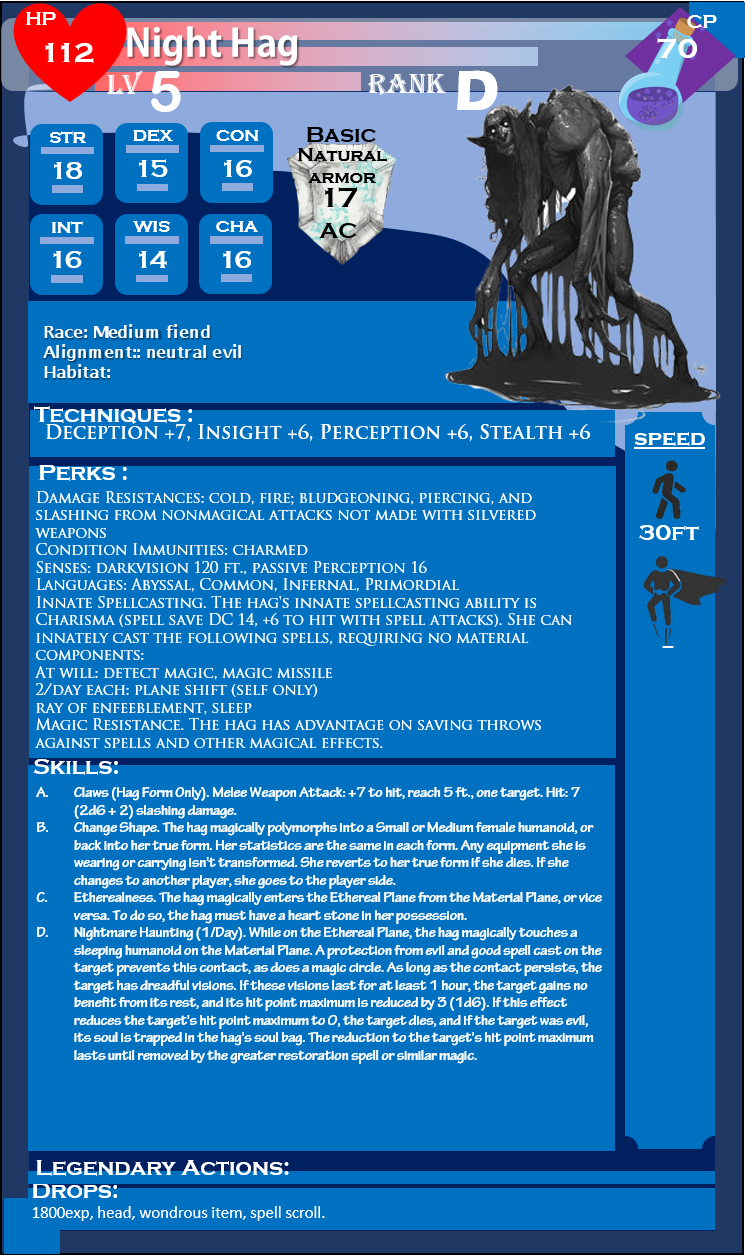 HP
112
Night Hag
CP
70
LV 5
RANK D
STR
18
DEX
15
CON
16
INT
16
WIS
14
CHA
16
Basic
Natural
armor
17
AC
Race: Medium fiend
Alignment:: neutral evil
Habitat:
Techniques :
Deception +7, Insight +6, Perception +6, Stealth +6
SPEED
30FT
Perks :
Damage Resistances: cold, fire; bludgeoning, piercing, and
slashing from nonmagical attacks not made with silvered
weapons
Condition Immunities: charmed
Senses: darkvision 120 ft., passive Perception 16
Languages: Abyssal, Common, Infernal, Primordial
Innate Spellcasting. The hag's innate spellcasting ability is
Charisma (spell save DC 14, +6 to hit with spell attacks). She can
innately cast the following spells, requiring no material
components:
At will: detect magic, magic missile
2/day each: plane shift (self only)
ray of enfeeblement, sleep
Magic Resistance. The hag has advantage on saving throws
against spells and other magical effects.
Skills:
A. Claws (Hag Form Only). Melee Weapon Attack: +7 to hit, reach 5 ft., one target. Hit: 7
(2d6 + 2) slashing damage.
B. Change Shape. The hag magically polymorphs into a Small or Medium female humanoid, or
back into her true form. Her statistics are the same in each form. Any equipment she is
wearing or carrying isn't transformed. She reverts to her true form if she dies. If she
changes to another player, she goes to the player side.
C. Etherealness. The hag magically enters the Ethereal Plane from the Material Plane, or vice
versa. To do so, the hag must have a heart stone in her possession.
D. Nightmare Haunting (1/Day). While on the Ethereal Plane, the hag magically touches a
sleeping humanoid on the Material Plane. A protection from evil and good spell cast on the
target prevents this contact, as does a magic circle. As long as the contact persists, the
target has dreadful visions. If these visions last for at least 1 hour, the target gains no
benefit from its rest, and its hit point maximum is reduced by 3 (1d6). If this effect
reduces the target's hit point maximum to 0, the target dies, and if the target was evil,
its soul is trapped in the hag's soul bag. The reduction to the target's hit point maximum
lasts until removed by the greater restoration spell or similar magic.
Legendary Actions:
Drops:
1800exp, head, wondrous item, spell scroll.